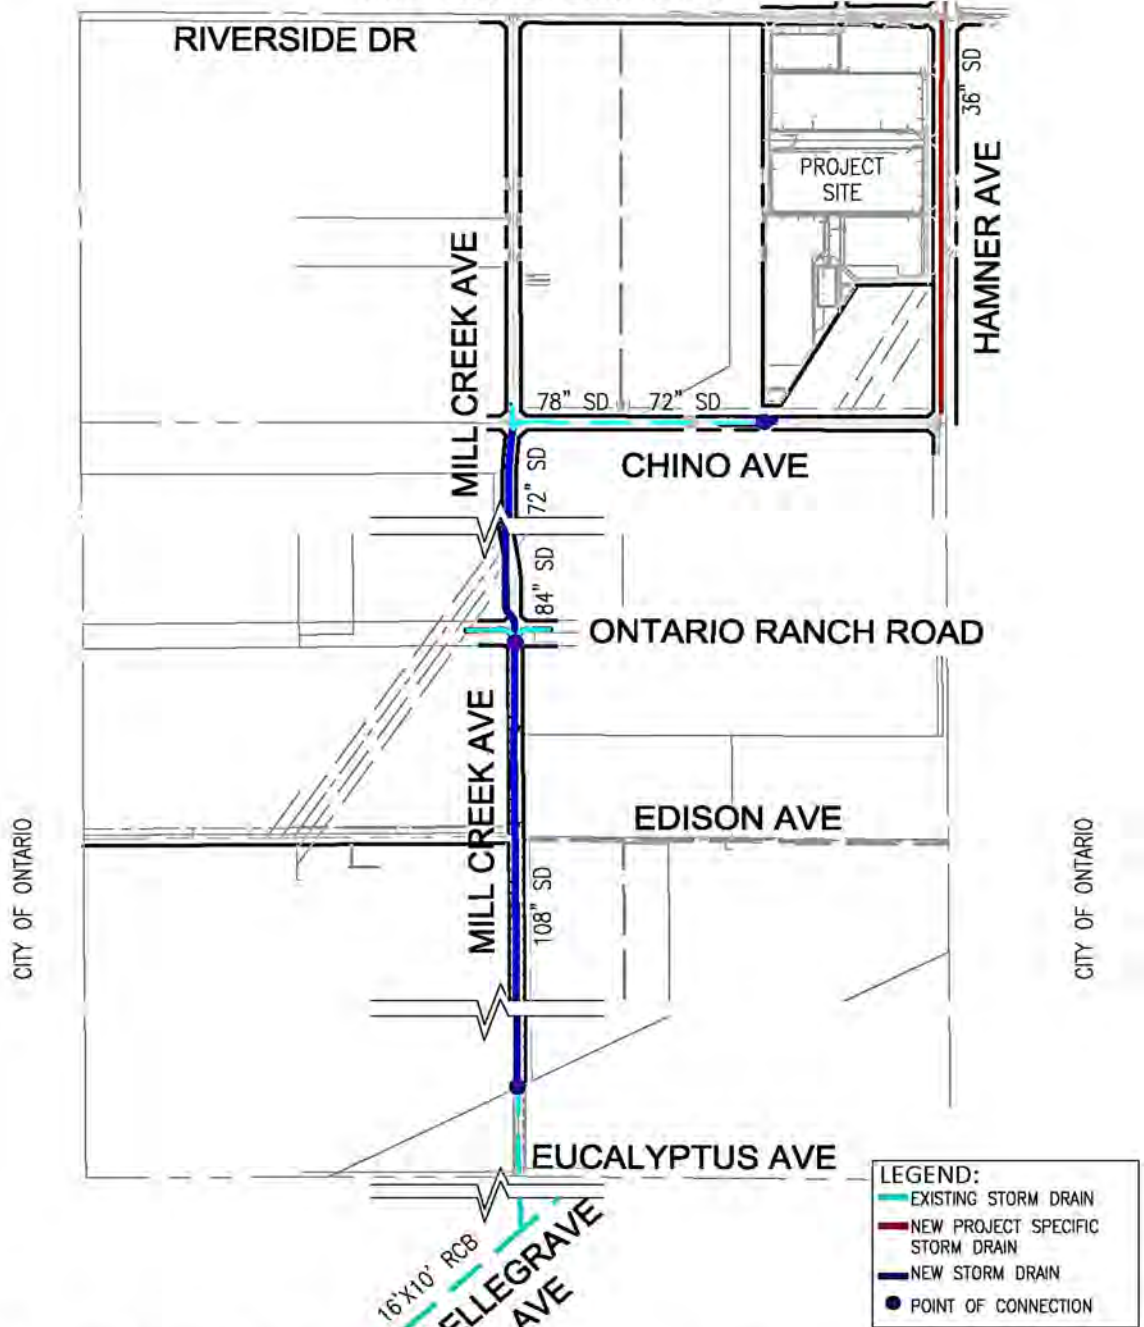 RIVERSIDE DR
36" SD
PROJECT
SITE
HAMNER AVE
MILL CREEK AVE
78" SD
72" SD
CHINO AVE
72" SD
84" SD
ONTARIO RANCH ROAD
MILL CREEK AVE
EDISON AVE
108" SD
CITY OF ONTARIO
CITY OF ONTARIO
EUCALYPTUS AVE
16'X10' RCB
ELLEGRAVE
AVE
LEGEND:
EXISTING STORM DRAIN
NEW PROJECT SPECIFIC
STORM DRAIN
NEW STORM DRAIN
POINT OF CONNECTION